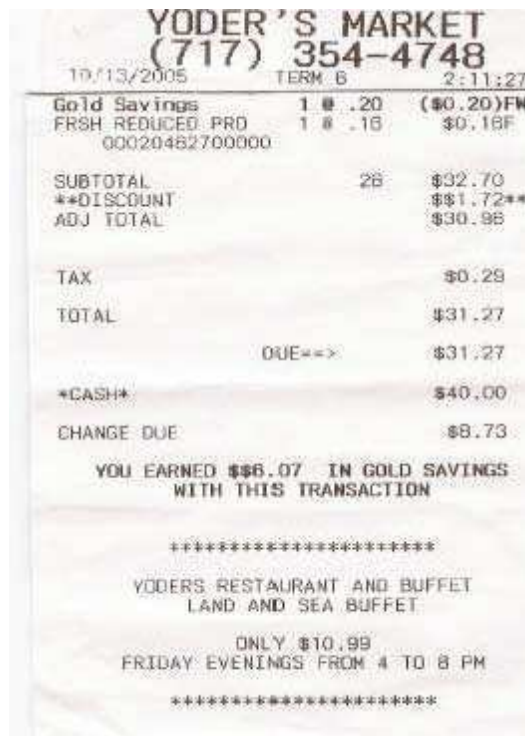 YODER'S MARKET
(717) 354-4748
10/13/2005 TERM 6 2:11:27
Gold Savings 1 @ .20 ($0.20)FW
FRSH REDUCED PRD 1 @ .16 $0.16F
00020462700000
SUBTOTAL 26 $32.70
**DISCOUNT $$1.72**
ADJ TOTAL $30.98
TAX $0.29
TOTAL $31.27
DUE==> $31.27
*CASH* $40.00
CHANGE DUE $8.73
YOU EARNED $$6.07 IN GOLD SAVINGS
WITH THIS TRANSACTION
***********************
YODERS RESTAURANT AND BUFFET
LAND AND SEA BUFFET
ONLY $10.99
FRIDAY EVENINGS FROM 4 TO 8 PM
***********************